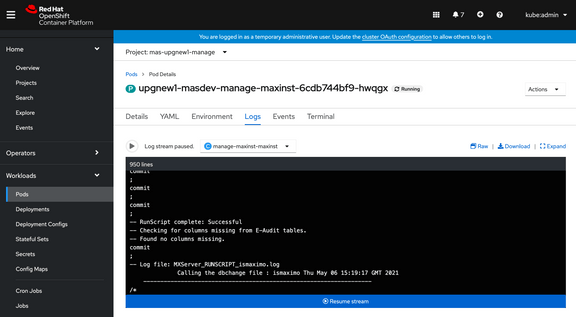 Red Hat
OpenShift
Container Platform
7
kube:admin
You are logged in as a temporary administrative user. Update the cluster OAuth configuration to allow others to log in.
Home
Overview
Projects
Search
Explore
Events
Operators
Workloads
Pods
Deployments
Deployment Configs
Stateful Sets
Secrets
Config Maps
Cron Jobs
Jobs
Project: mas-upgnew1-manage
Pods > Pod Details
P upgnew1-masdev-manage-maxinst-6cdb744bf9-hwqgx Running
Actions
Details YAML Environment Logs Events Terminal
Log stream paused. C manage-maxinst-maxinst Raw | Download | Expand
950 lines
commit
;
commit
;
commit
;
-- RunScript complete: Successful
-- Checking for columns missing from E-Audit tables.
-- Found no columns missing.
commit
;
-- Log file: MXServer_RUNSCRIPT_ismaximo.log
Calling the dbchange file : ismaximo Thu May 06 15:19:17 GMT 2021
--------------------------------------------------------------------
/*
Resume stream